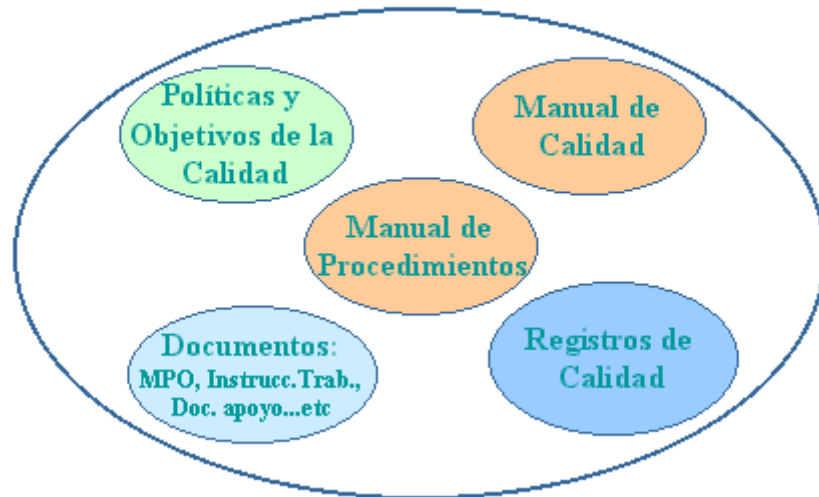 Políticas y
Objetivos de la
Calidad
Manual de
Calidad
Manual de
Procedimientos
Documentos:
MPO, Instrucc.Trab.,
Doc. apoyo...etc
Registros de
Calidad